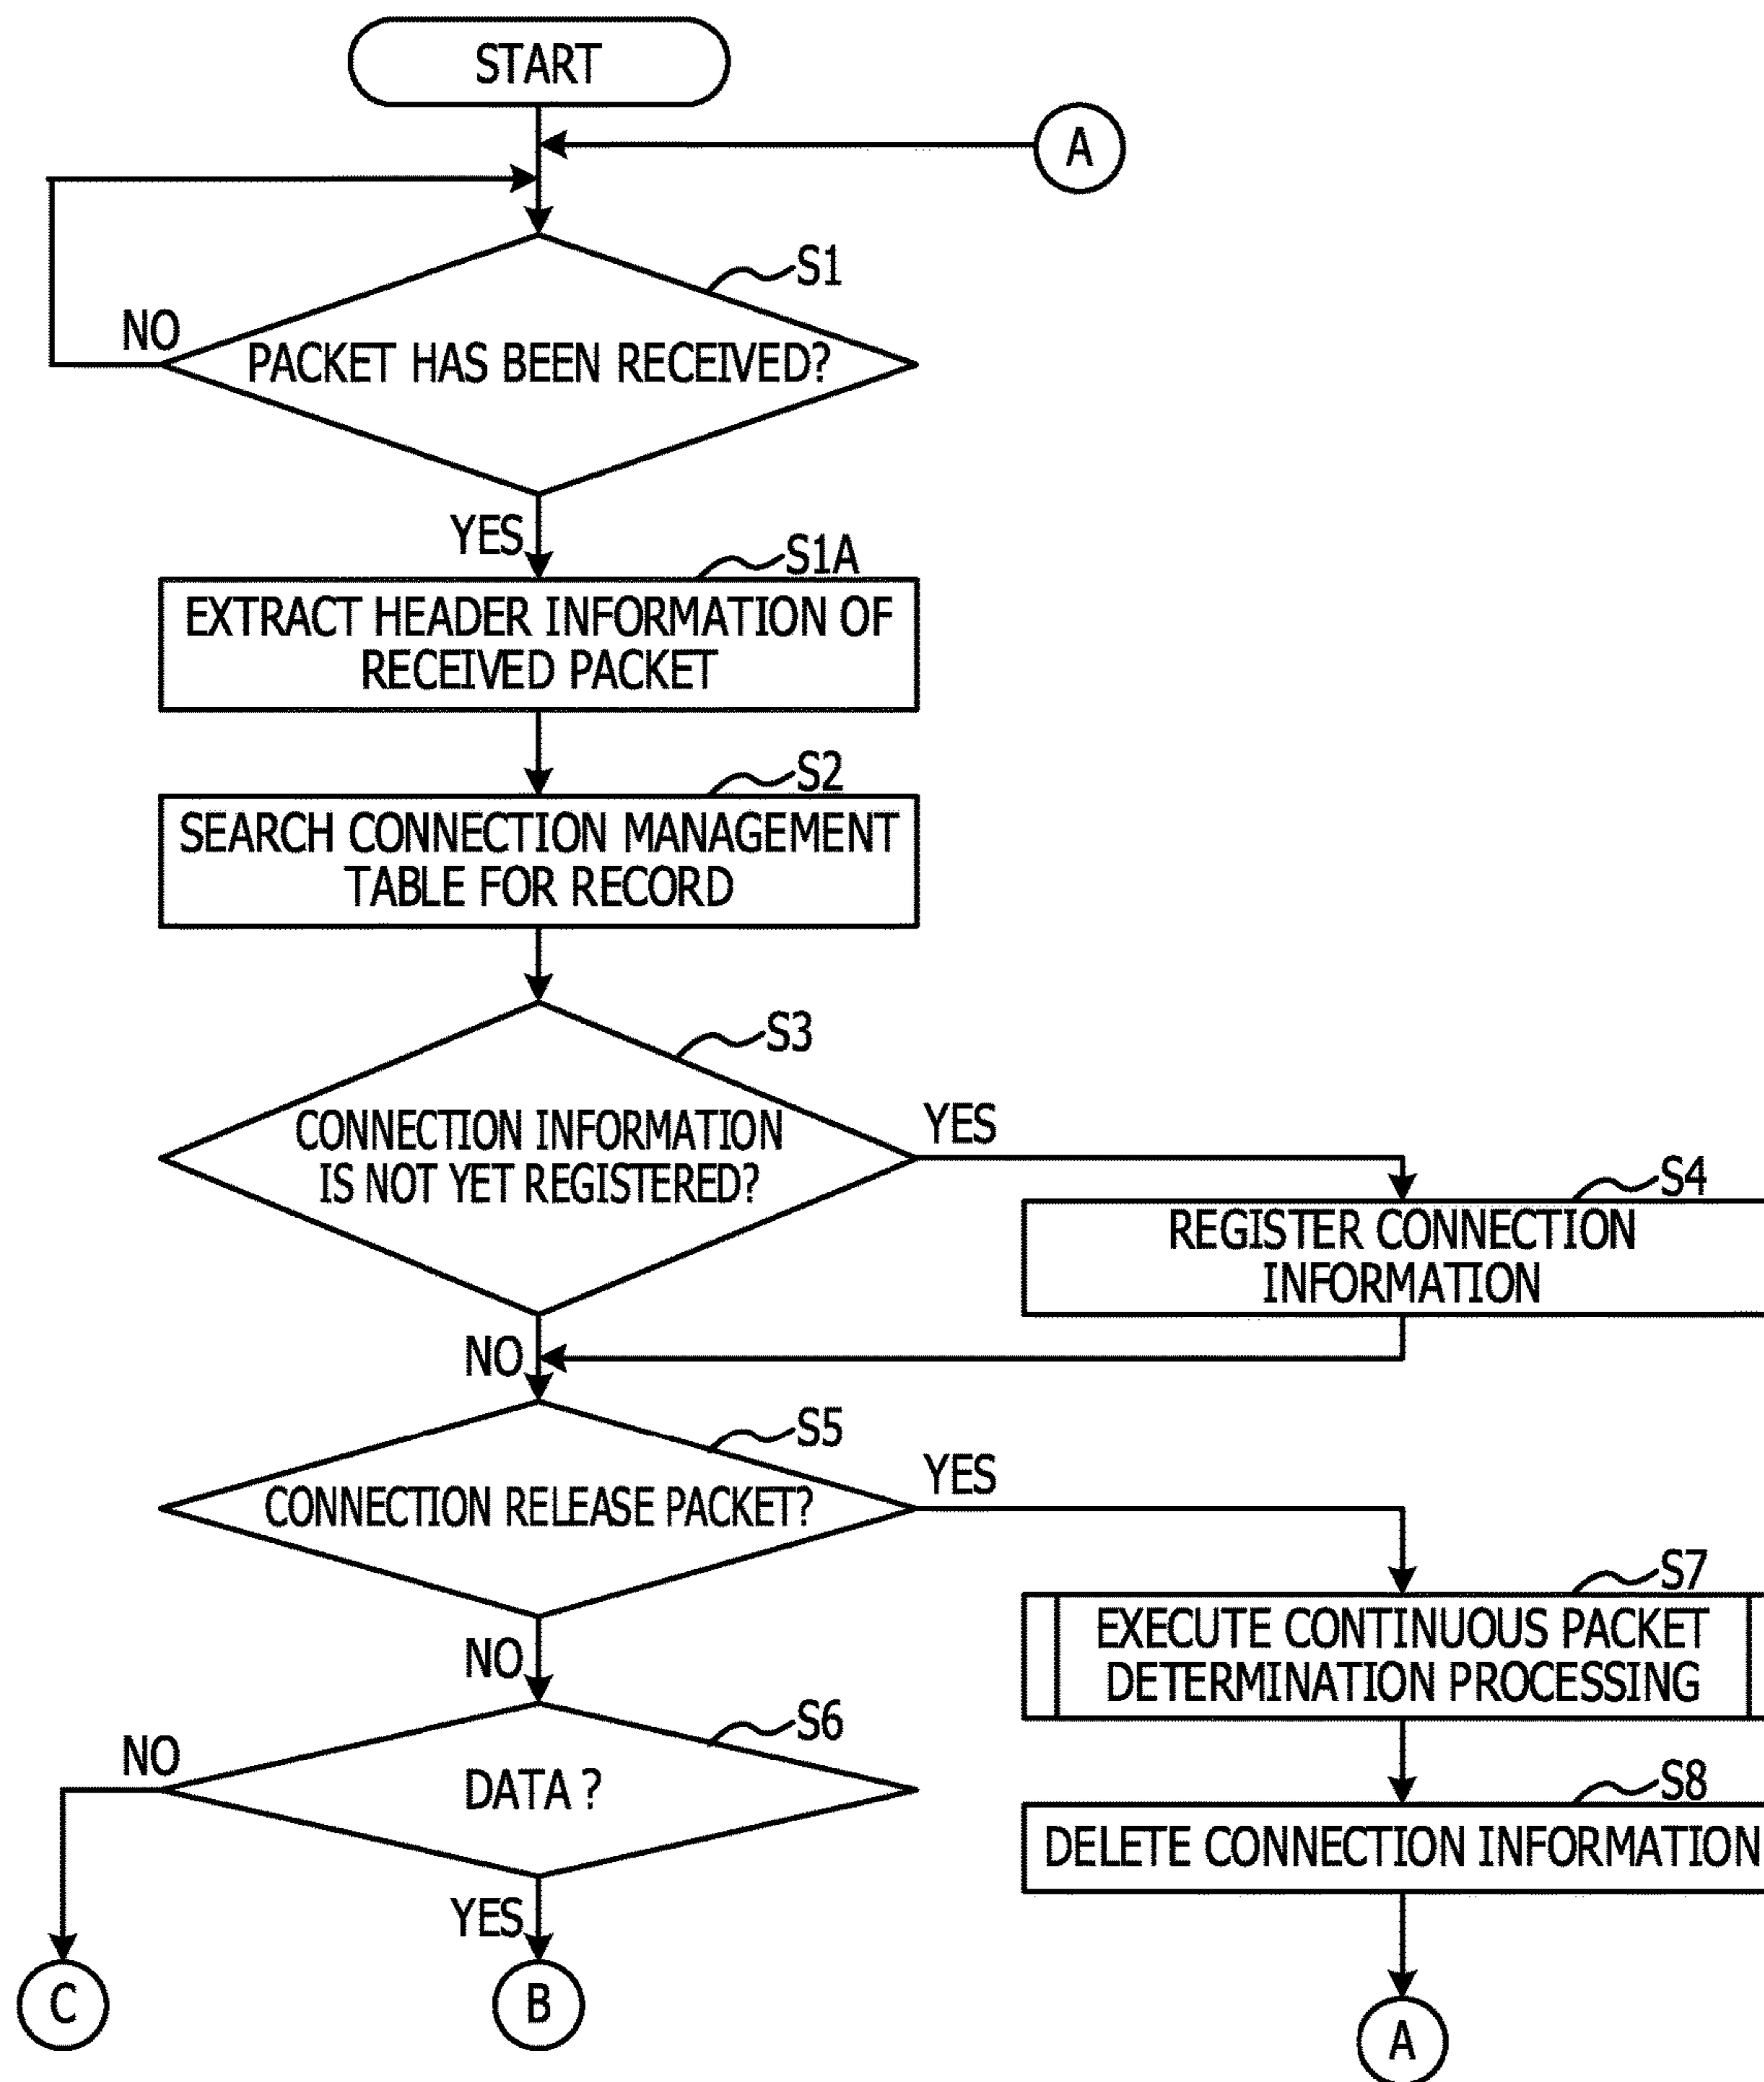 START
A
S1
NO
PACKET HAS BEEN RECEIVED?
YES
S1A
EXTRACT HEADER INFORMATION OF
RECEIVED PACKET
S2
SEARCH CONNECTION MANAGEMENT
TABLE FOR RECORD
S3
CONNECTION INFORMATION
IS NOT YET REGISTERED?
YES
S4
REGISTER CONNECTION
INFORMATION
NO
S5
CONNECTION RELEASE PACKET?
YES
S7
EXECUTE CONTINUOUS PACKET
DETERMINATION PROCESSING
NO
S6
NO
DATA ?
S8
DELETE CONNECTION INFORMATION
YES
C
B
A